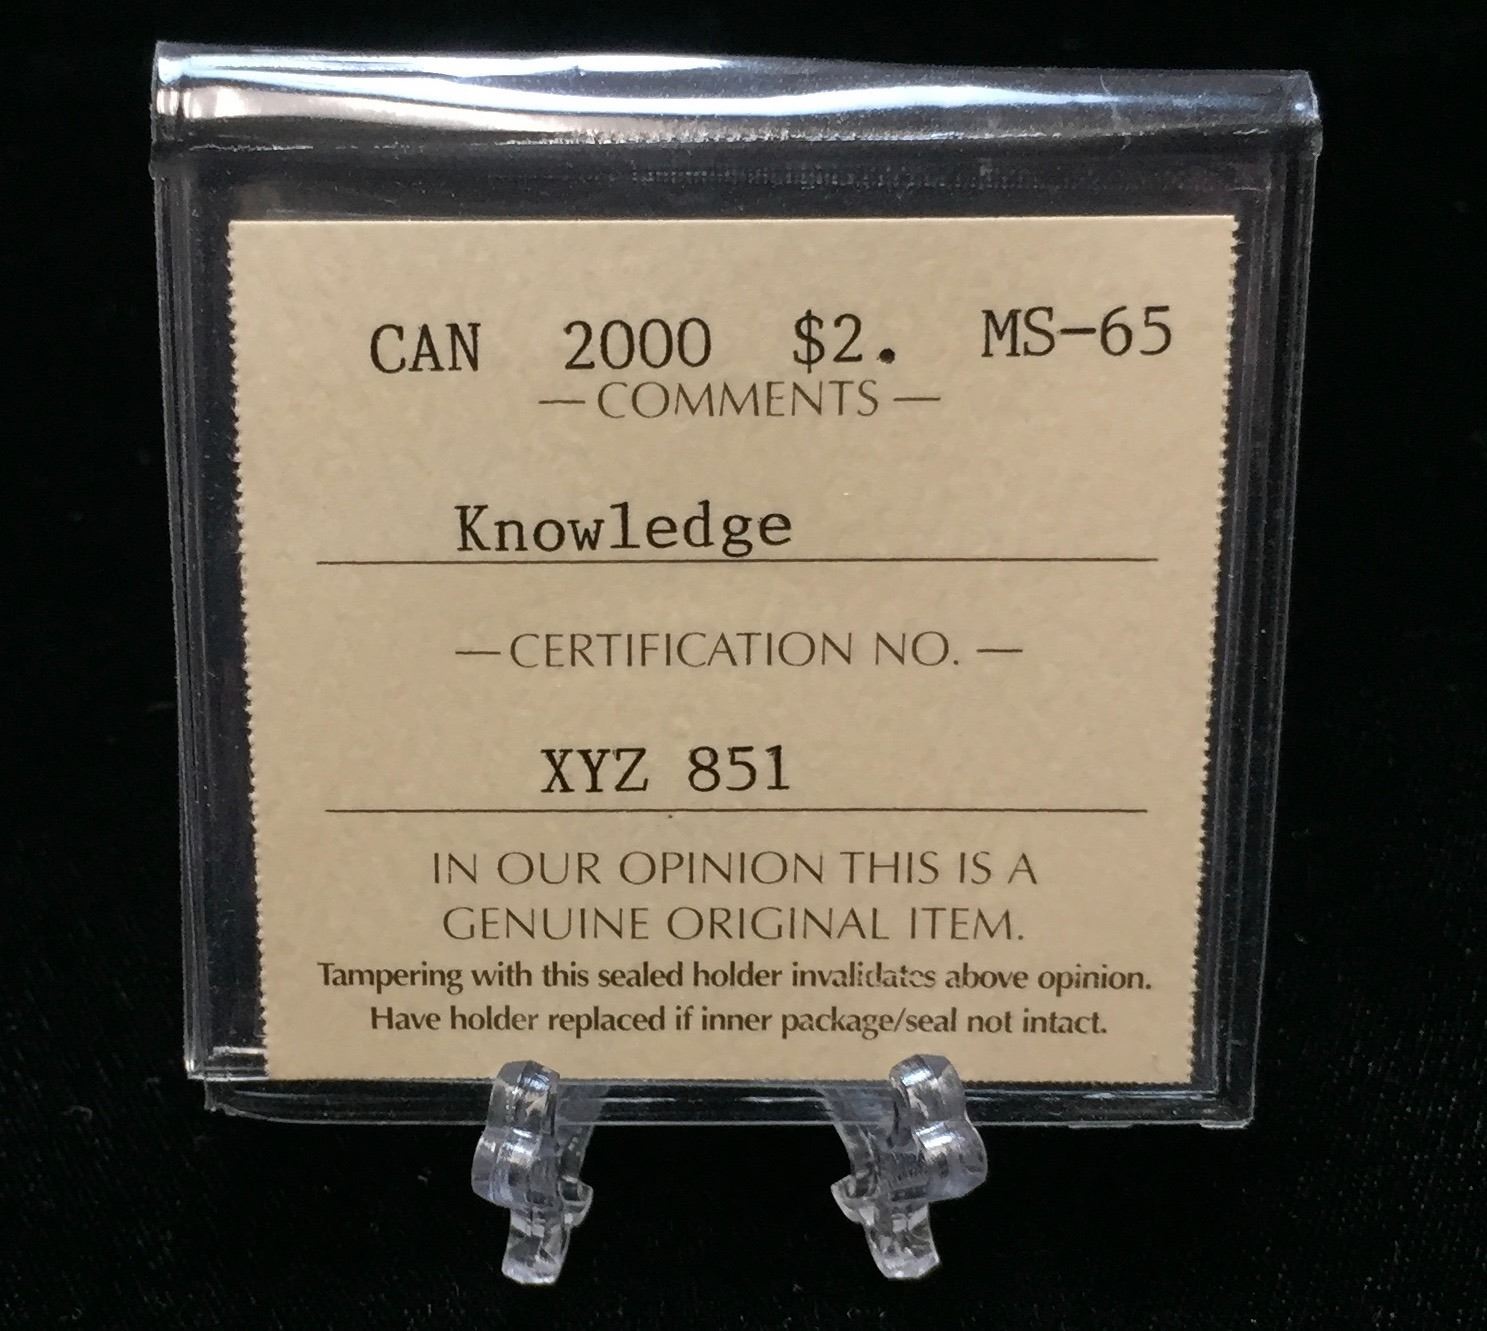 CAN 2000 $2. MS-65
— COMMENTS —
Knowledge
— CERTIFICATION NO. —
XYZ 851
IN OUR OPINION THIS IS A
GENUINE ORIGINAL ITEM.
Tampering with this sealed holder invalidates above opinion.
Have holder replaced if inner package/seal not intact.